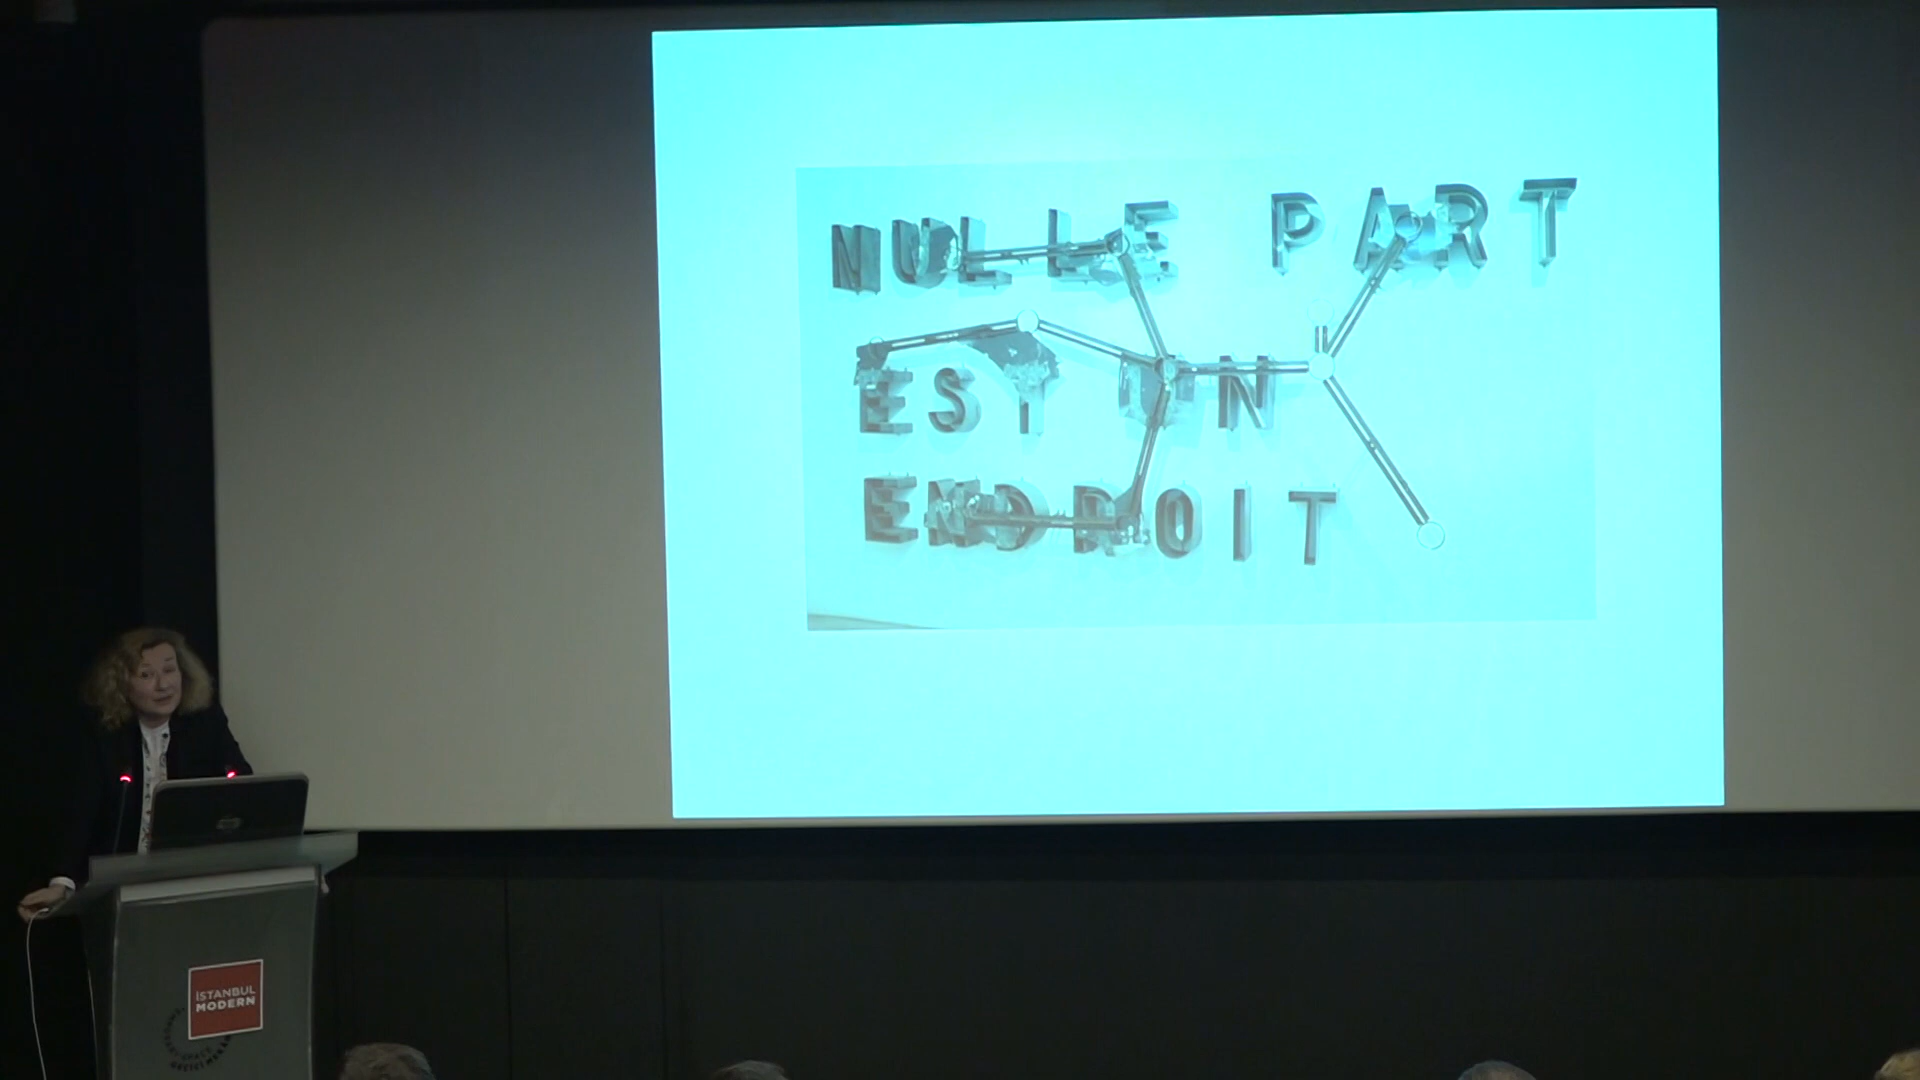 NULLE PART
EST UN
ENDROIT
İSTANBUL
MODERN